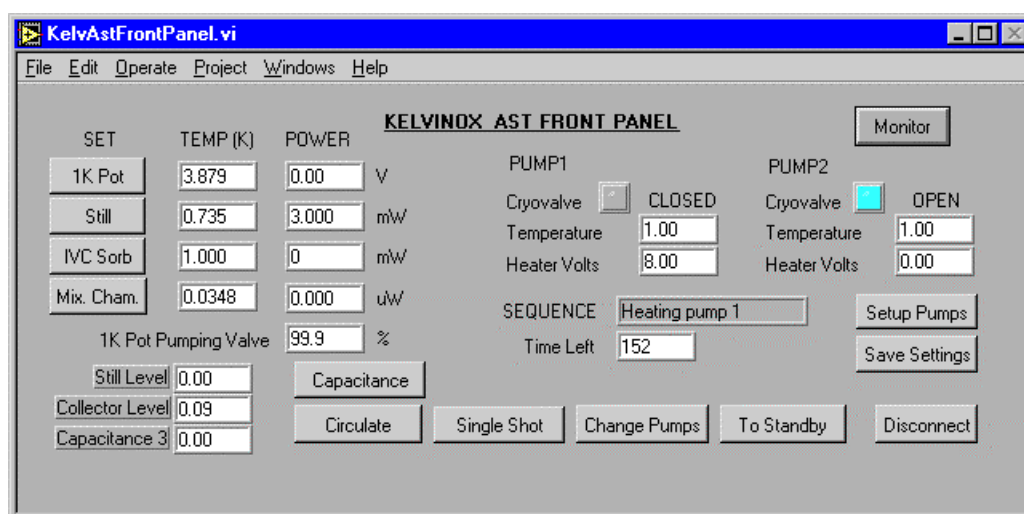 KelvAstFrontPanel.vi
File Edit Operate Project Windows Help
KELVINOX AST FRONT PANEL
Monitor
SET TEMP (K) POWER
1K Pot 3.879 0.00 V
Still 0.735 3.000 mW
IVC Sorb 1.000 0 mW
Mix. Cham. 0.0348 0.000 uW
1K Pot Pumping Valve 99.9 %
Still Level 0.00
Collector Level 0.09
Capacitance 3 0.00
PUMP1
Cryovalve CLOSED
Temperature 1.00
Heater Volts 8.00
PUMP2
Cryovalve OPEN
Temperature 1.00
Heater Volts 0.00
SEQUENCE Heating pump 1
Time Left 152
Setup Pumps
Save Settings
Capacitance
Circulate Single Shot Change Pumps To Standby Disconnect